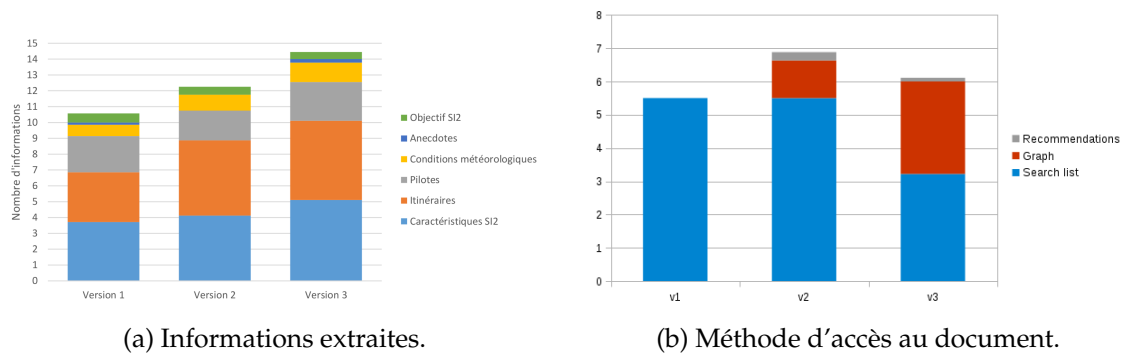 15
14
13
12
11
10
9
8
7
6
5
4
3
2
1
0
Nombre d'informations
Version 1
Version 2
Version 3
Objectif SI2
Anecdotes
Conditions météorologiques
Pilotes
Itinéraires
Caractéristiques SI2
(a) Informations extraites.
8
7
6
5
4
3
2
1
0
v1
v2
v3
Recommendations
Graph
Search list
(b) Méthode d'accès au document.